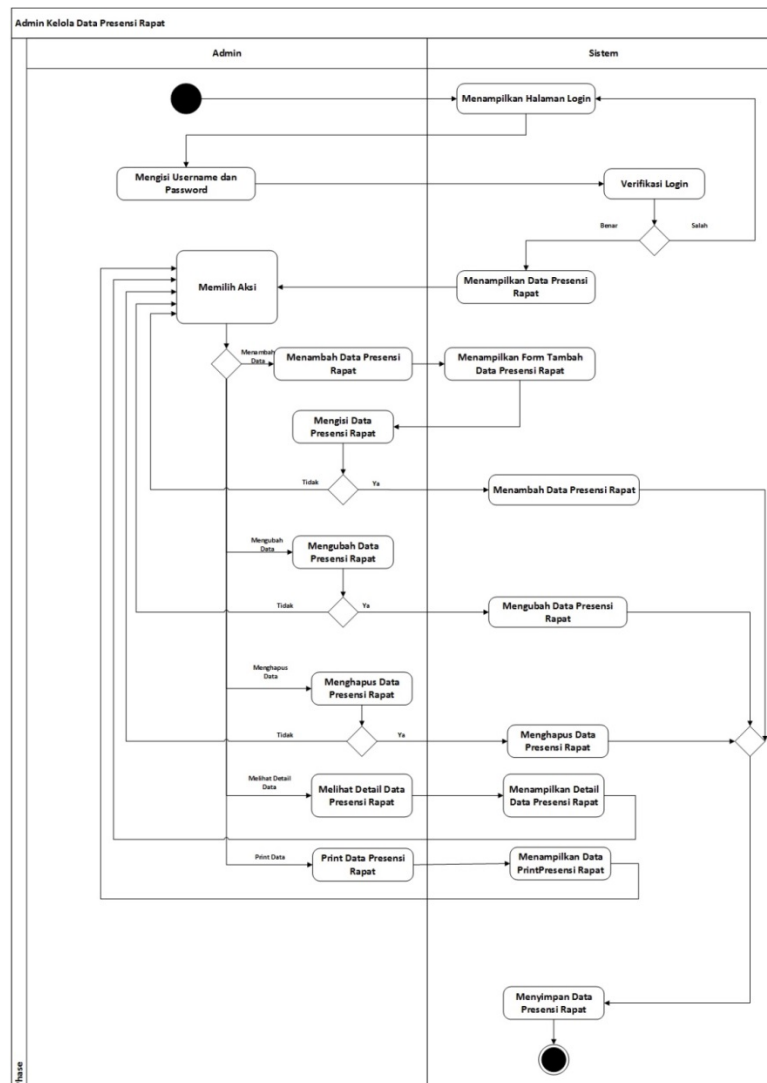 Admin Kelola Data Presensi Rapat
Admin
Sistem
Menampilkan Halaman Login
Mengisi Username dan
Password
Verifikasi Login
Benar
Salah
Memilih Aksi
Menampilkan Data Presensi
Rapat
Menambah
Data
Menambah Data Presensi
Rapat
Menampilkan Form Tambah
Data Presensi Rapat
Mengisi Data
Presensi Rapat
Tidak
Ya
Menambah Data Presensi Rapat
Mengubah
Data
Mengubah Data
Presensi Rapat
Tidak
Ya
Mengubah Data Presensi
Rapat
Menghapus
Data
Menghapus Data
Presensi Rapat
Tidak
Ya
Menghapus Data
Presensi Rapat
Melihat Detail
Data
Melihat Detail Data
Presensi Rapat
Menampilkan Detail
Data Presensi Rapat
Print Data
Print Data Presensi
Rapat
Menampilkan Data
PrintPresensi Rapat
Menyimpan Data
Presensi Rapat
Phase